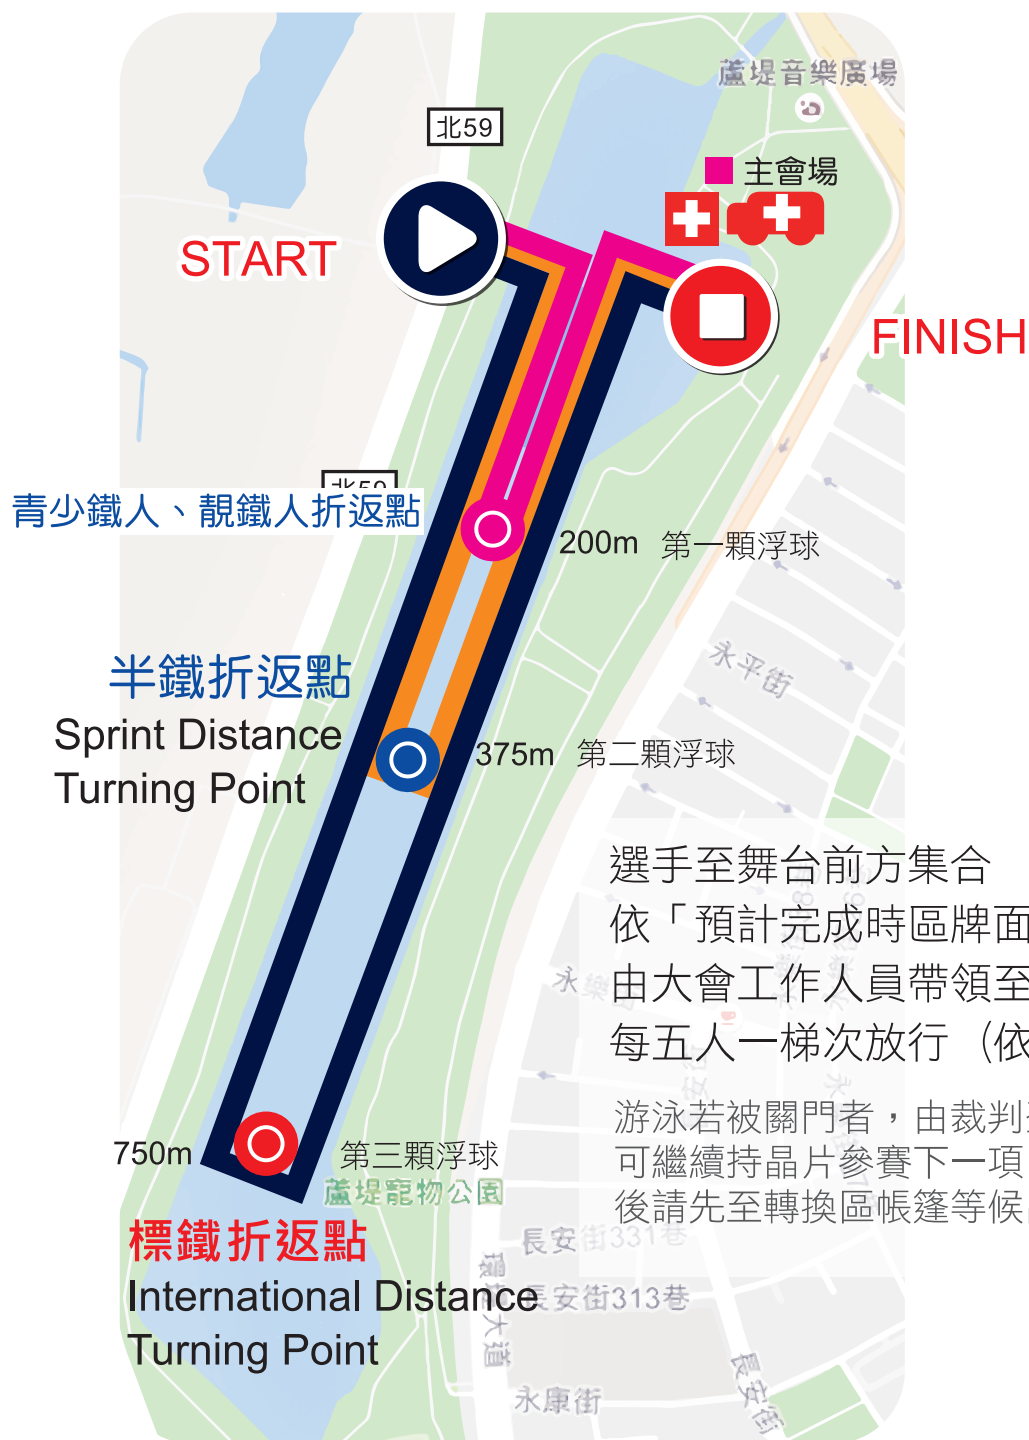 蘆堤音樂廣場
北59
主會場
START
FINISH
北59
青少鐵人、靚鐵人折返點
200m 第一顆浮球
永平街
半鐵折返點
Sprint Distance
Turning Point
375m 第二顆浮球
選手至舞台前方集合
依「預計完成時區牌面
由大會工作人員帶領至
每五人一梯次放行（依
游泳若被關門者，由裁判
可繼續持晶片參賽下一項
後請先至轉換區帳篷等候
750m 第三顆浮球
蘆堤寵物公園
標鐵折返點
International Distance
Turning Point
長安街331巷
長安街313巷
環堤大道
永康街
長安街